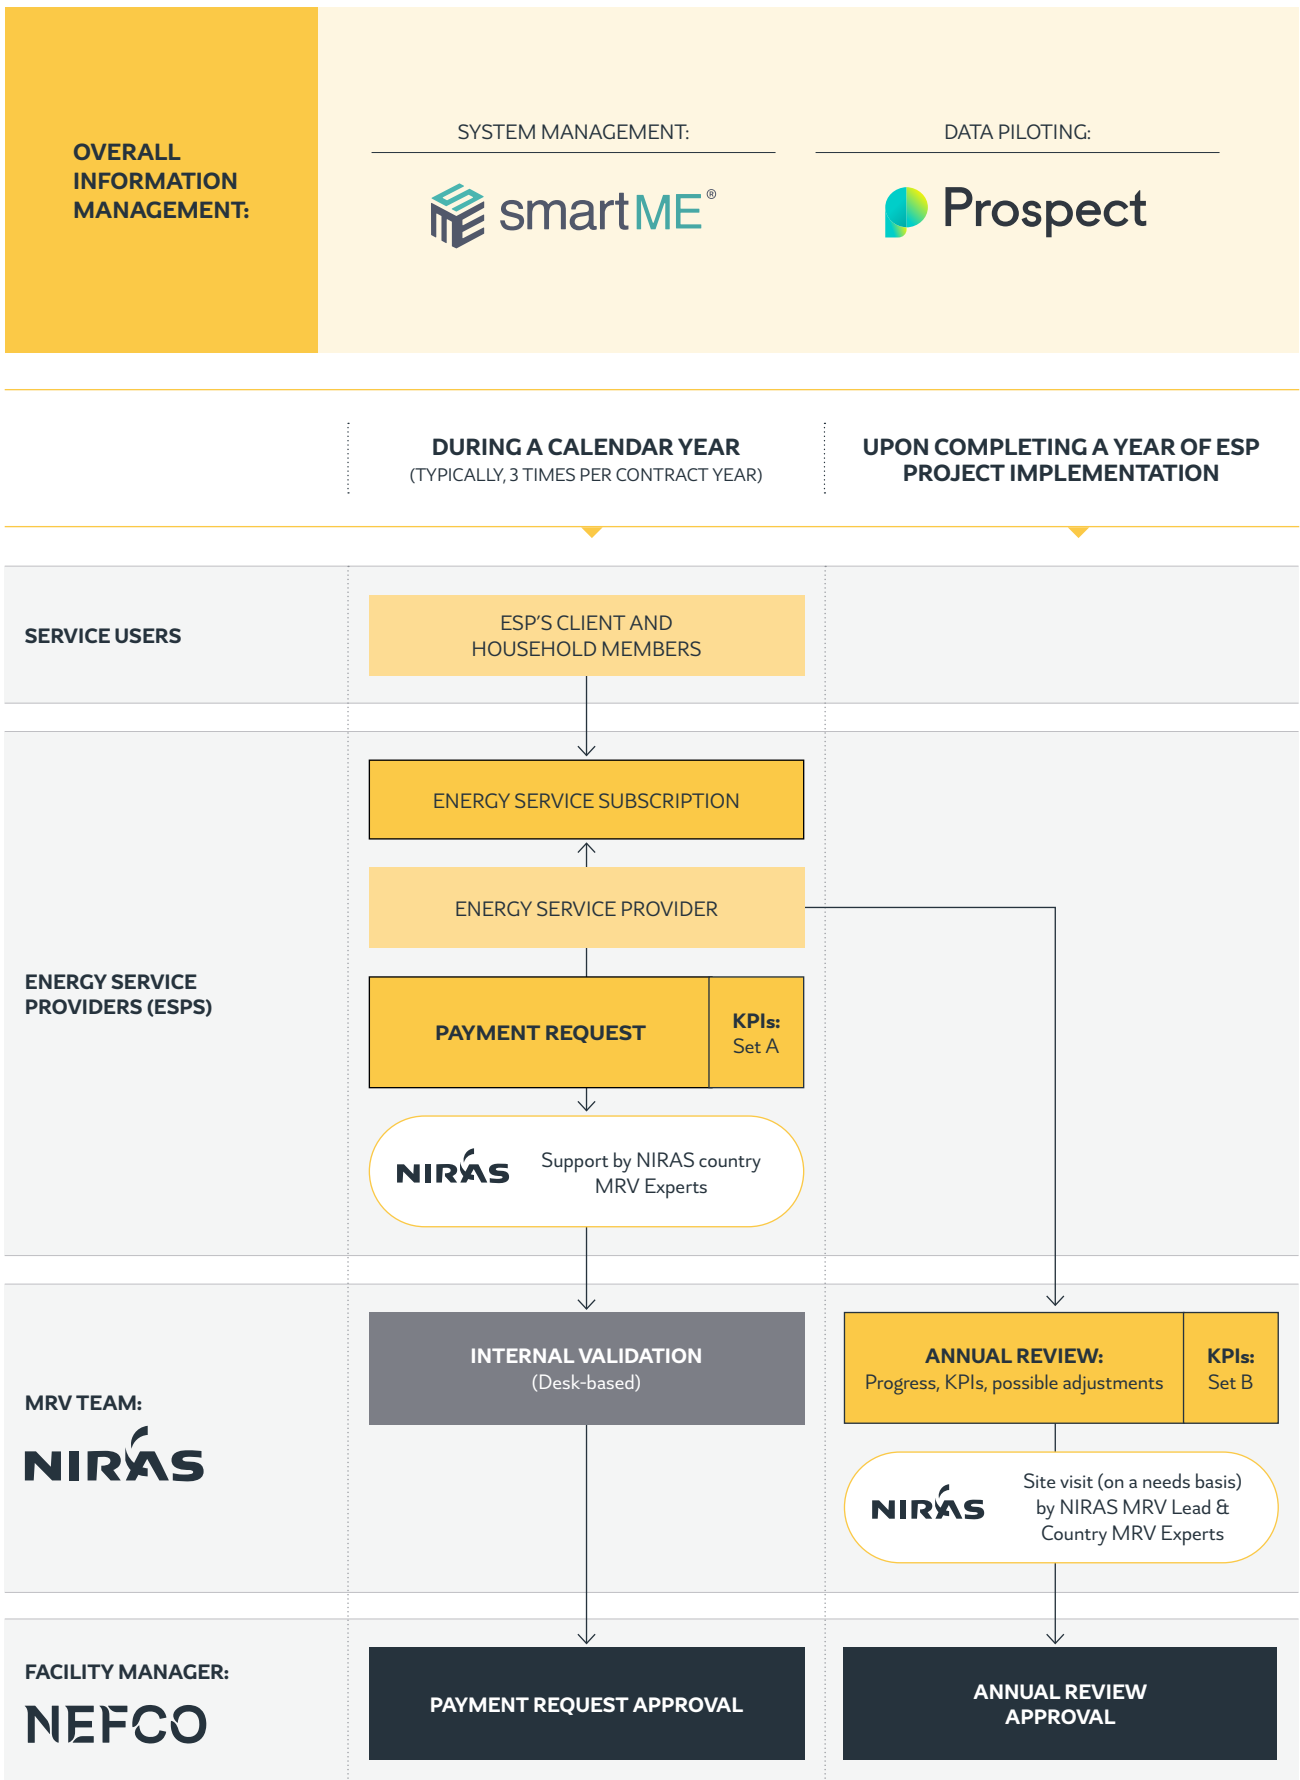 OVERALL
INFORMATION
MANAGEMENT:
SYSTEM MANAGEMENT:
smartME®
DATA PILOTING:
Prospect
DURING A CALENDAR YEAR
(TYPICALLY, 3 TIMES PER CONTRACT YEAR)
UPON COMPLETING A YEAR OF ESP
PROJECT IMPLEMENTATION
SERVICE USERS
ESP'S CLIENT AND
HOUSEHOLD MEMBERS
ENERGY SERVICE
PROVIDERS (ESPS)
ENERGY SERVICE SUBSCRIPTION
ENERGY SERVICE PROVIDER
PAYMENT REQUEST
KPIs:
Set A
NIRAS
Support by NIRAS country
MRV Experts
MRV TEAM:
NIRAS
INTERNAL VALIDATION
(Desk-based)
ANNUAL REVIEW:
Progress, KPIs, possible adjustments
KPIs:
Set B
NIRAS
Site visit (on a needs basis)
by NIRAS MRV Lead &
Country MRV Experts
FACILITY MANAGER:
NEFCO
PAYMENT REQUEST APPROVAL
ANNUAL REVIEW
APPROVAL